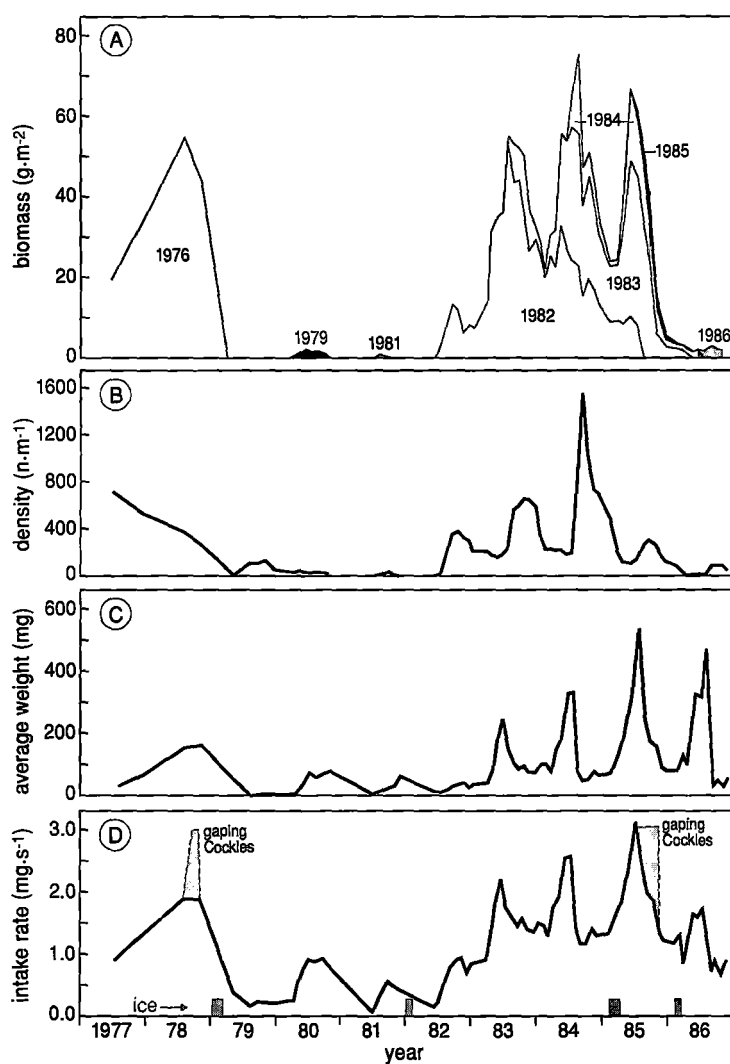 A
80
60
40
20
0
biomass (g·m-2)
1976
1979
1981
1982
1983
1984
1985
1986
B
1600
1200
800
400
0
density (n·m-1)
C
600
400
200
0
average weight (mg)
D
3.0
2.0
1.0
0.0
intake rate (mg·s-1)
gaping
Cockles
gaping
Cockles
ice
1977 78 79 80 81 82 83 84 85 86
year